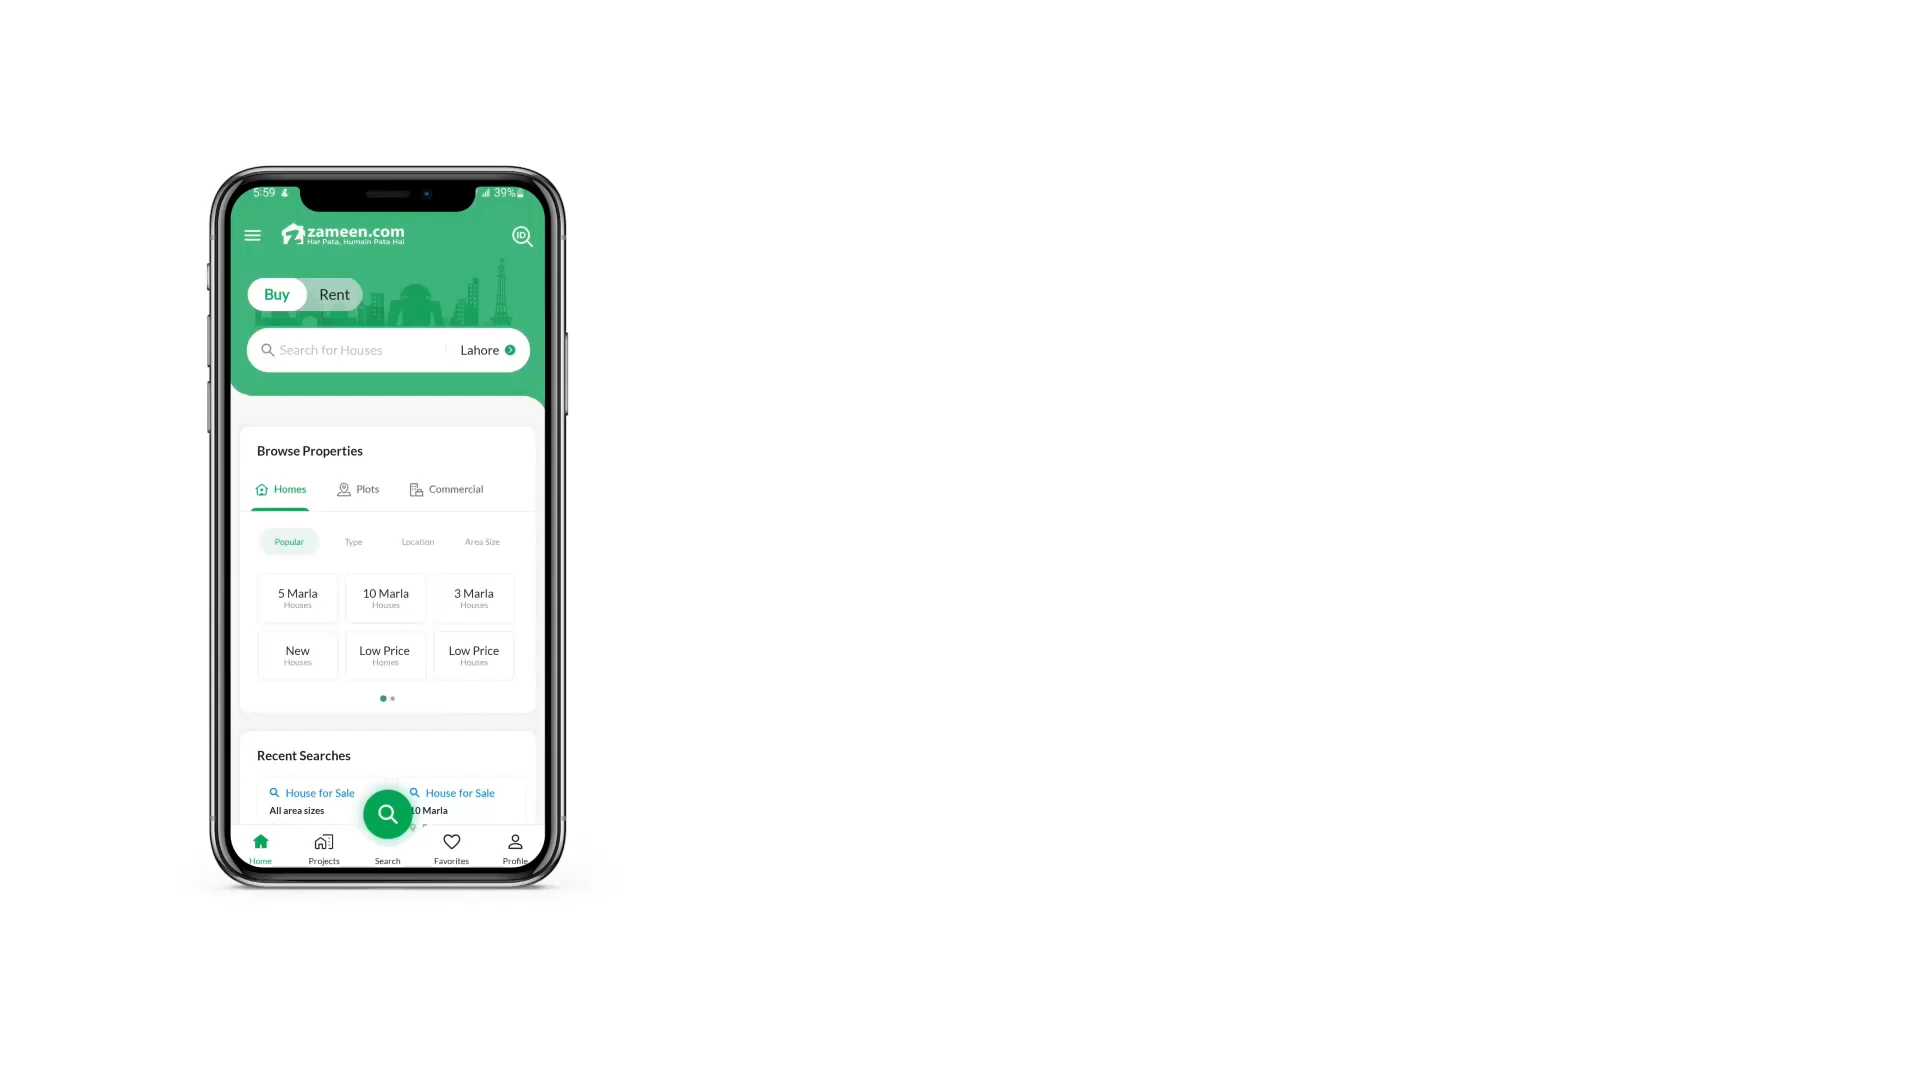 5:59
39%
zameen.com
Har Pata, Humain Pata Hai
ID
Buy Rent
Search for Houses Lahore
Browse Properties
Homes Plots Commercial
Popular Type Location Area Size
5 Marla 10 Marla 3 Marla
Houses Houses Houses
New Low Price Low Price
Houses Homes Houses
Recent Searches
House for Sale House for Sale
All area sizes 10 Marla
Home Projects Search Favorites Profile